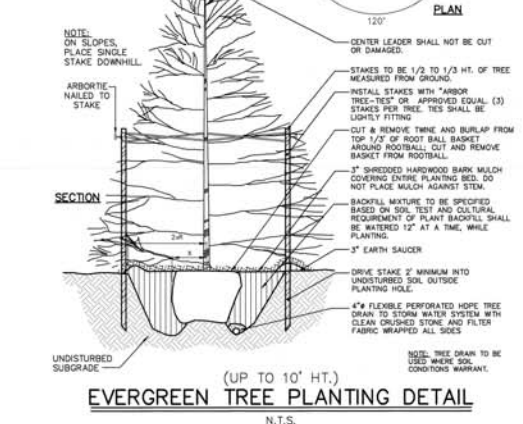 PLAN
120°
NOTE:
ON SLOPES,
PLACE SINGLE
STAKE DOWNHILL.
ARBORTIE
NAILED TO
STAKE
SECTION
2x
x
UNDISTURBED
SUBGRADE
CENTER LEADER SHALL NOT BE CUT
OR DAMAGED.
STAKES TO BE 1/2 TO 1/3 HT. OF TREE
MEASURED FROM GROUND.
INSTALL STAKES WITH "ARBOR
TREE-TIES" OR APPROVED EQUAL. (3)
STAKES PER TREE. TIES SHALL BE
LIGHTLY FITTING
CUT & REMOVE TWINE AND BURLAP FROM
TOP 1/3' OF ROOT BALL BASKET
AROUND ROOTBALL; CUT AND REMOVE
BASKET FROM ROOTBALL.
3" SHREDDED HARDWOOD BARK MULCH
COVERING ENTIRE PLANTING BED. DO
NOT PLACE MULCH AGAINST STEM.
BACKFILL MIXTURE TO BE SPECIFIED
BASED ON SOIL TEST AND CULTURAL
REQUIREMENT OF PLANT BACKFILL SHALL
BE WATERED 12" AT A TIME, WHILE
PLANTING.
3" EARTH SAUCER
DRIVE STAKE 2' MINIMUM INTO
UNDISTURBED SOIL OUTSIDE
PLANTING HOLE.
4"ø FLEXIBLE PERFORATED HDPE TREE
DRAIN TO STORM WATER SYSTEM WITH
CLEAN CRUSHED STONE AND FILTER
FABRIC WRAPPED ALL SIDES
NOTE: TREE DRAIN TO BE
USED WHERE SOIL
CONDITIONS WARRANT.
(UP TO 10' HT.)
EVERGREEN TREE PLANTING DETAIL
N.T.S.